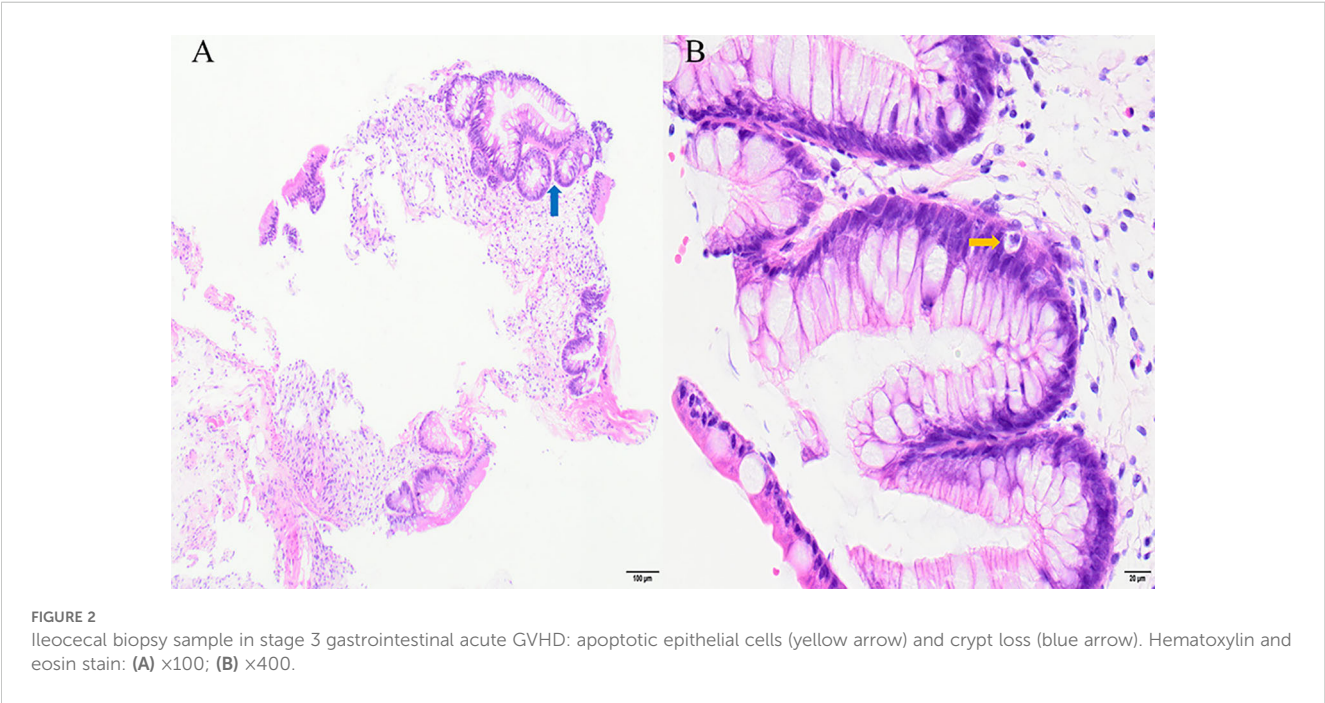 A
B
100 µm
20 µm
FIGURE 2
Ileocecal biopsy sample in stage 3 gastrointestinal acute GVHD: apoptotic epithelial cells (yellow arrow) and crypt loss (blue arrow). Hematoxylin and
eosin stain: (A) ×100; (B) ×400.